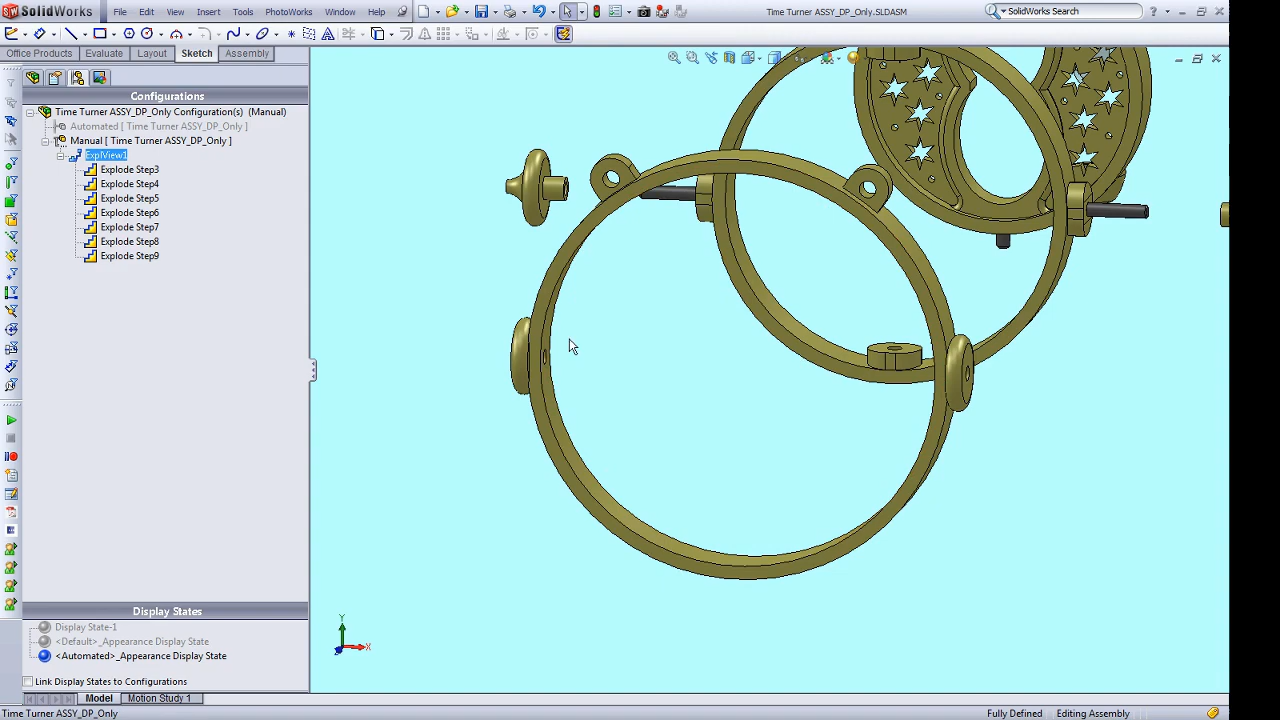 SolidWorks File Edit View Insert Tools PhotoWorks Window Help Time Turner ASSY_DP_Only.SLDASM SolidWorks Search ?
Office Products Evaluate Layout Sketch Assembly
Configurations
Time Turner ASSY_DP_Only Configuration(s) (Manual)
Automated [ Time Turner ASSY_DP_Only ]
Manual [ Time Turner ASSY_DP_Only ]
ExplView1
Explode Step3
Explode Step4
Explode Step5
Explode Step6
Explode Step7
Explode Step8
Explode Step9
Y
X
Display States
Display State-1
<Default>_Appearance Display State
<Automated>_Appearance Display State
Link Display States to Configurations
Model Motion Study 1
Time Turner ASSY_DP_Only Fully Defined Editing Assembly